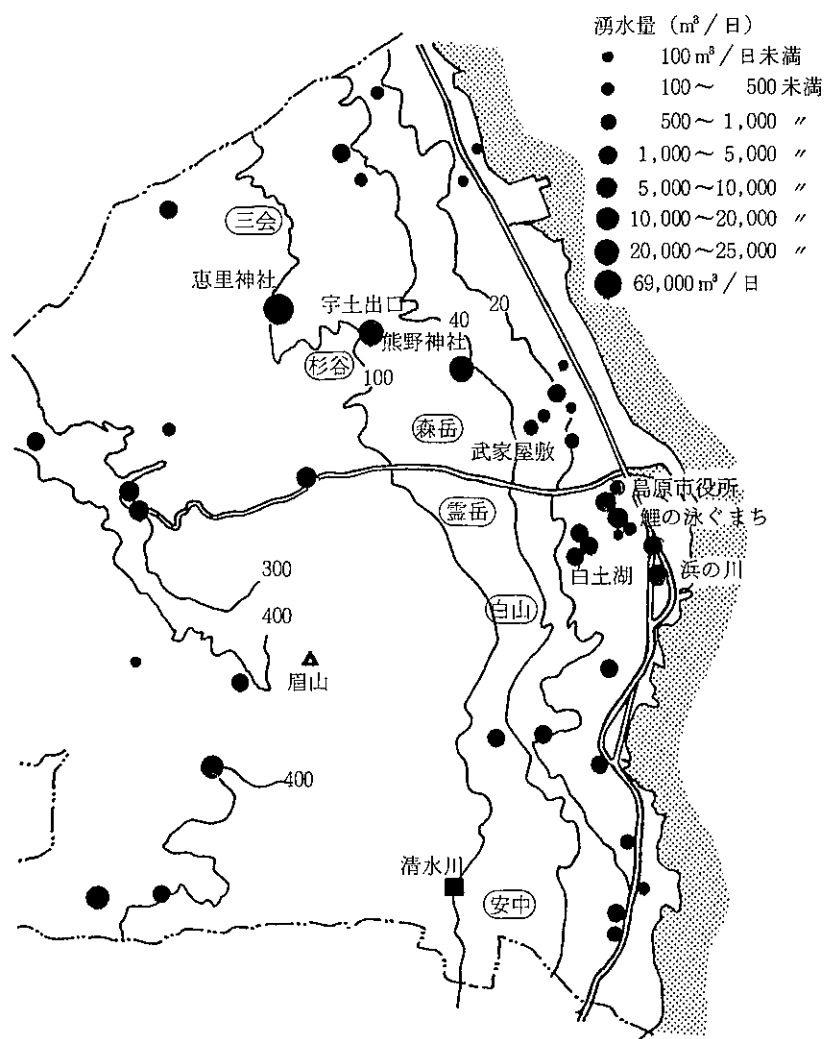 湧水量 (m³/日)
100m³/日未満
100～ 500未満
500～ 1,000 〃
1,000～ 5,000 〃
5,000～10,000 〃
10,000～20,000 〃
20,000～25,000 〃
69,000m³/日
三会
恵里神社
宇土出口
20
40
熊野神社
杉谷
100
森岳
武家屋敷
島原市役所
霊岳
鯉の泳ぐまち
白土湖
浜の川
300
白山
400
眉山
400
清水川
安中